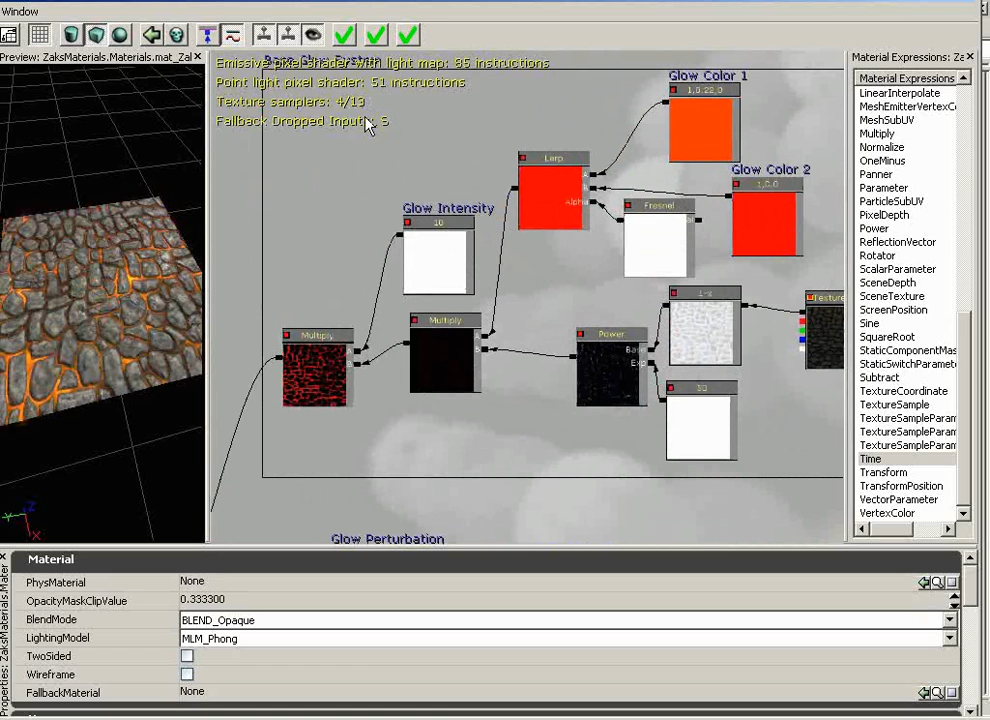 Window
Preview: ZaksMaterials.Materials.mat_Zal
Emissive pixel shader with light map: 85 instructions
Point light pixel shader: 51 instructions
Texture samplers: 4/13
Fallback Dropped Inputs: S
Glow Color 1
1,0.22,0
Lerp
A
B
Alpha
Glow Color 2
1,0,0
Fresnel
Glow Intensity
10
Multiply
A
B
Multiply
Power
Base
Exp
1-x
Texture
Glow Perturbation
Material Expressions: Za
Material Expressions
LinearInterpolate
MeshEmitterVertexCo
MeshSubUV
Multiply
Normalize
OneMinus
Panner
Parameter
ParticleSubUV
PixelDepth
Power
ReflectionVector
Rotator
ScalarParameter
SceneDepth
SceneTexture
ScreenPosition
Sine
SquareRoot
StaticComponentMas
StaticSwitchParamete
Subtract
TextureCoordinate
TextureSample
TextureSampleParam
TextureSampleParam
TextureSampleParam
Time
Transform
TransformPosition
VectorParameter
VertexColor
Properties: ZaksMaterials.Mater
Material
PhysMaterial None
OpacityMaskClipValue 0.333300
BlendMode BLEND_Opaque
LightingModel MLM_Phong
TwoSided
Wireframe
FallbackMaterial None
Z
Y
X